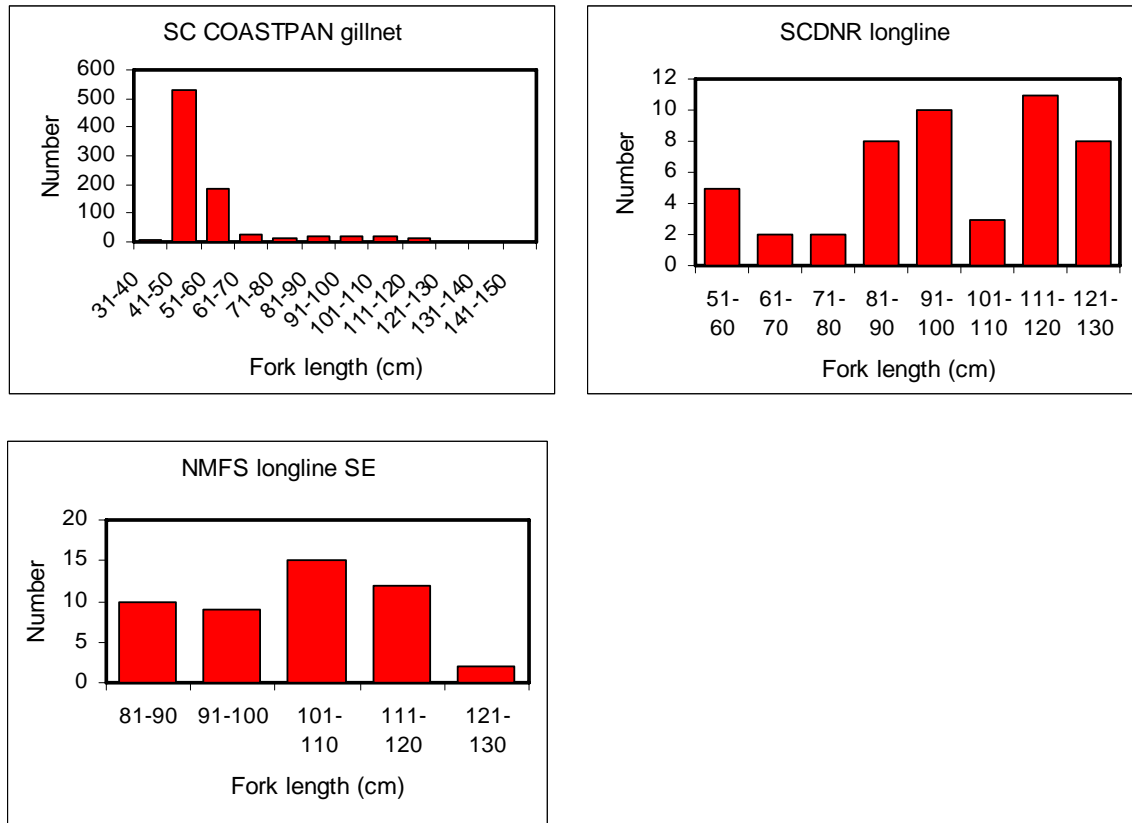 SC COASTPAN gillnet
600
500
400
300
200
100
0
Number
31-40
41-50
51-60
61-70
71-80
81-90
91-100
101-110
111-120
121-130
131-140
141-150
Fork length (cm)
SCDNR longline
12
10
8
6
4
2
0
Number
51- 61- 71- 81- 91- 101- 111- 121-
60 70 80 90 100 110 120 130
Fork length (cm)
NMFS longline SE
20
15
10
5
0
Number
81-90 91-100 101- 111- 121-
110 120 130
Fork length (cm)